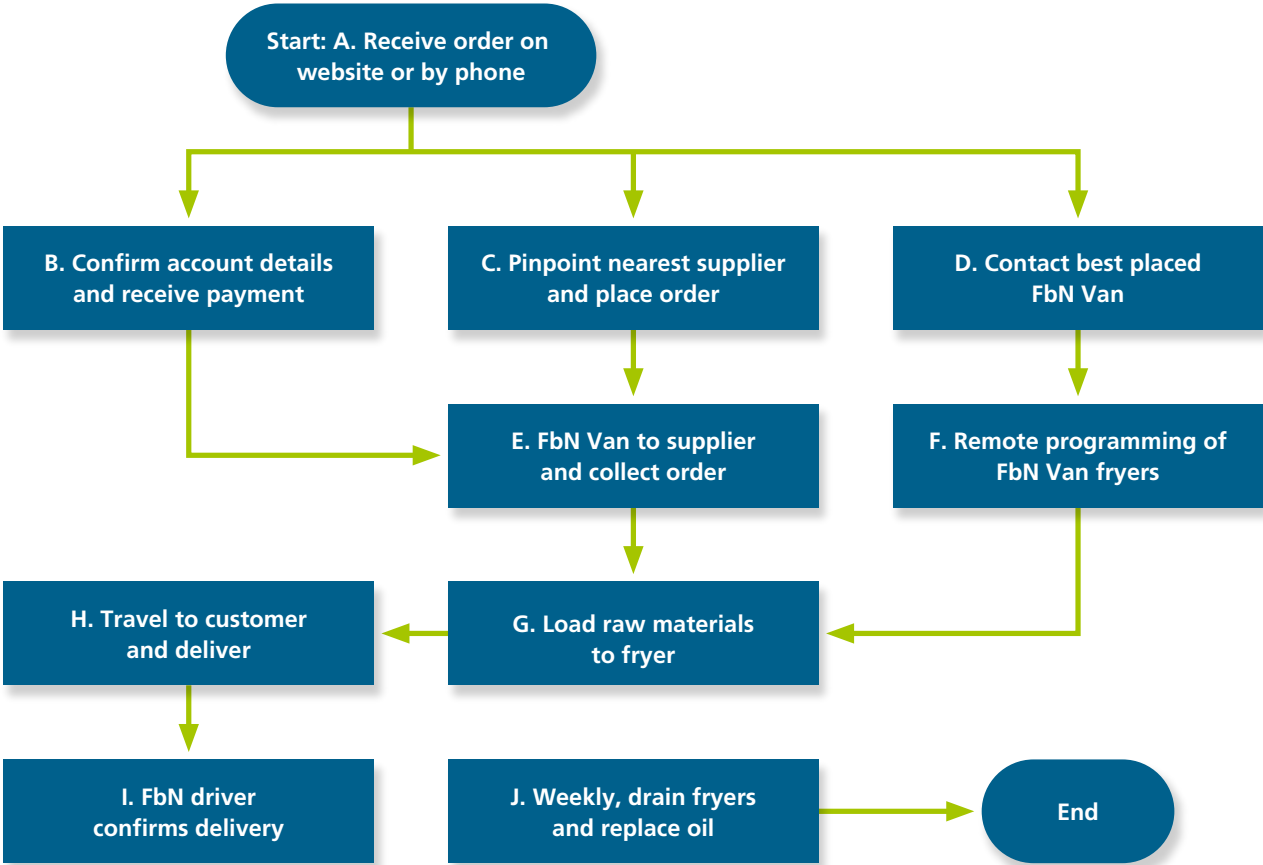 Start: A. Receive order on
website or by phone
B. Confirm account details
and receive payment
C. Pinpoint nearest supplier
and place order
D. Contact best placed
FbN Van
E. FbN Van to supplier
and collect order
F. Remote programming of
FbN Van fryers
H. Travel to customer
and deliver
G. Load raw materials
to fryer
I. FbN driver
confirms delivery
J. Weekly, drain fryers
and replace oil
End